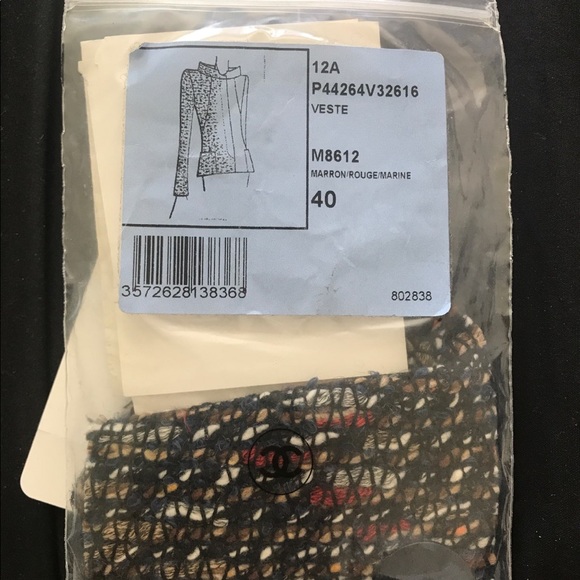 12A
P44264V32616
VESTE
M8612
MARRON/ROUGE/MARINE
40
3572628138368
802838